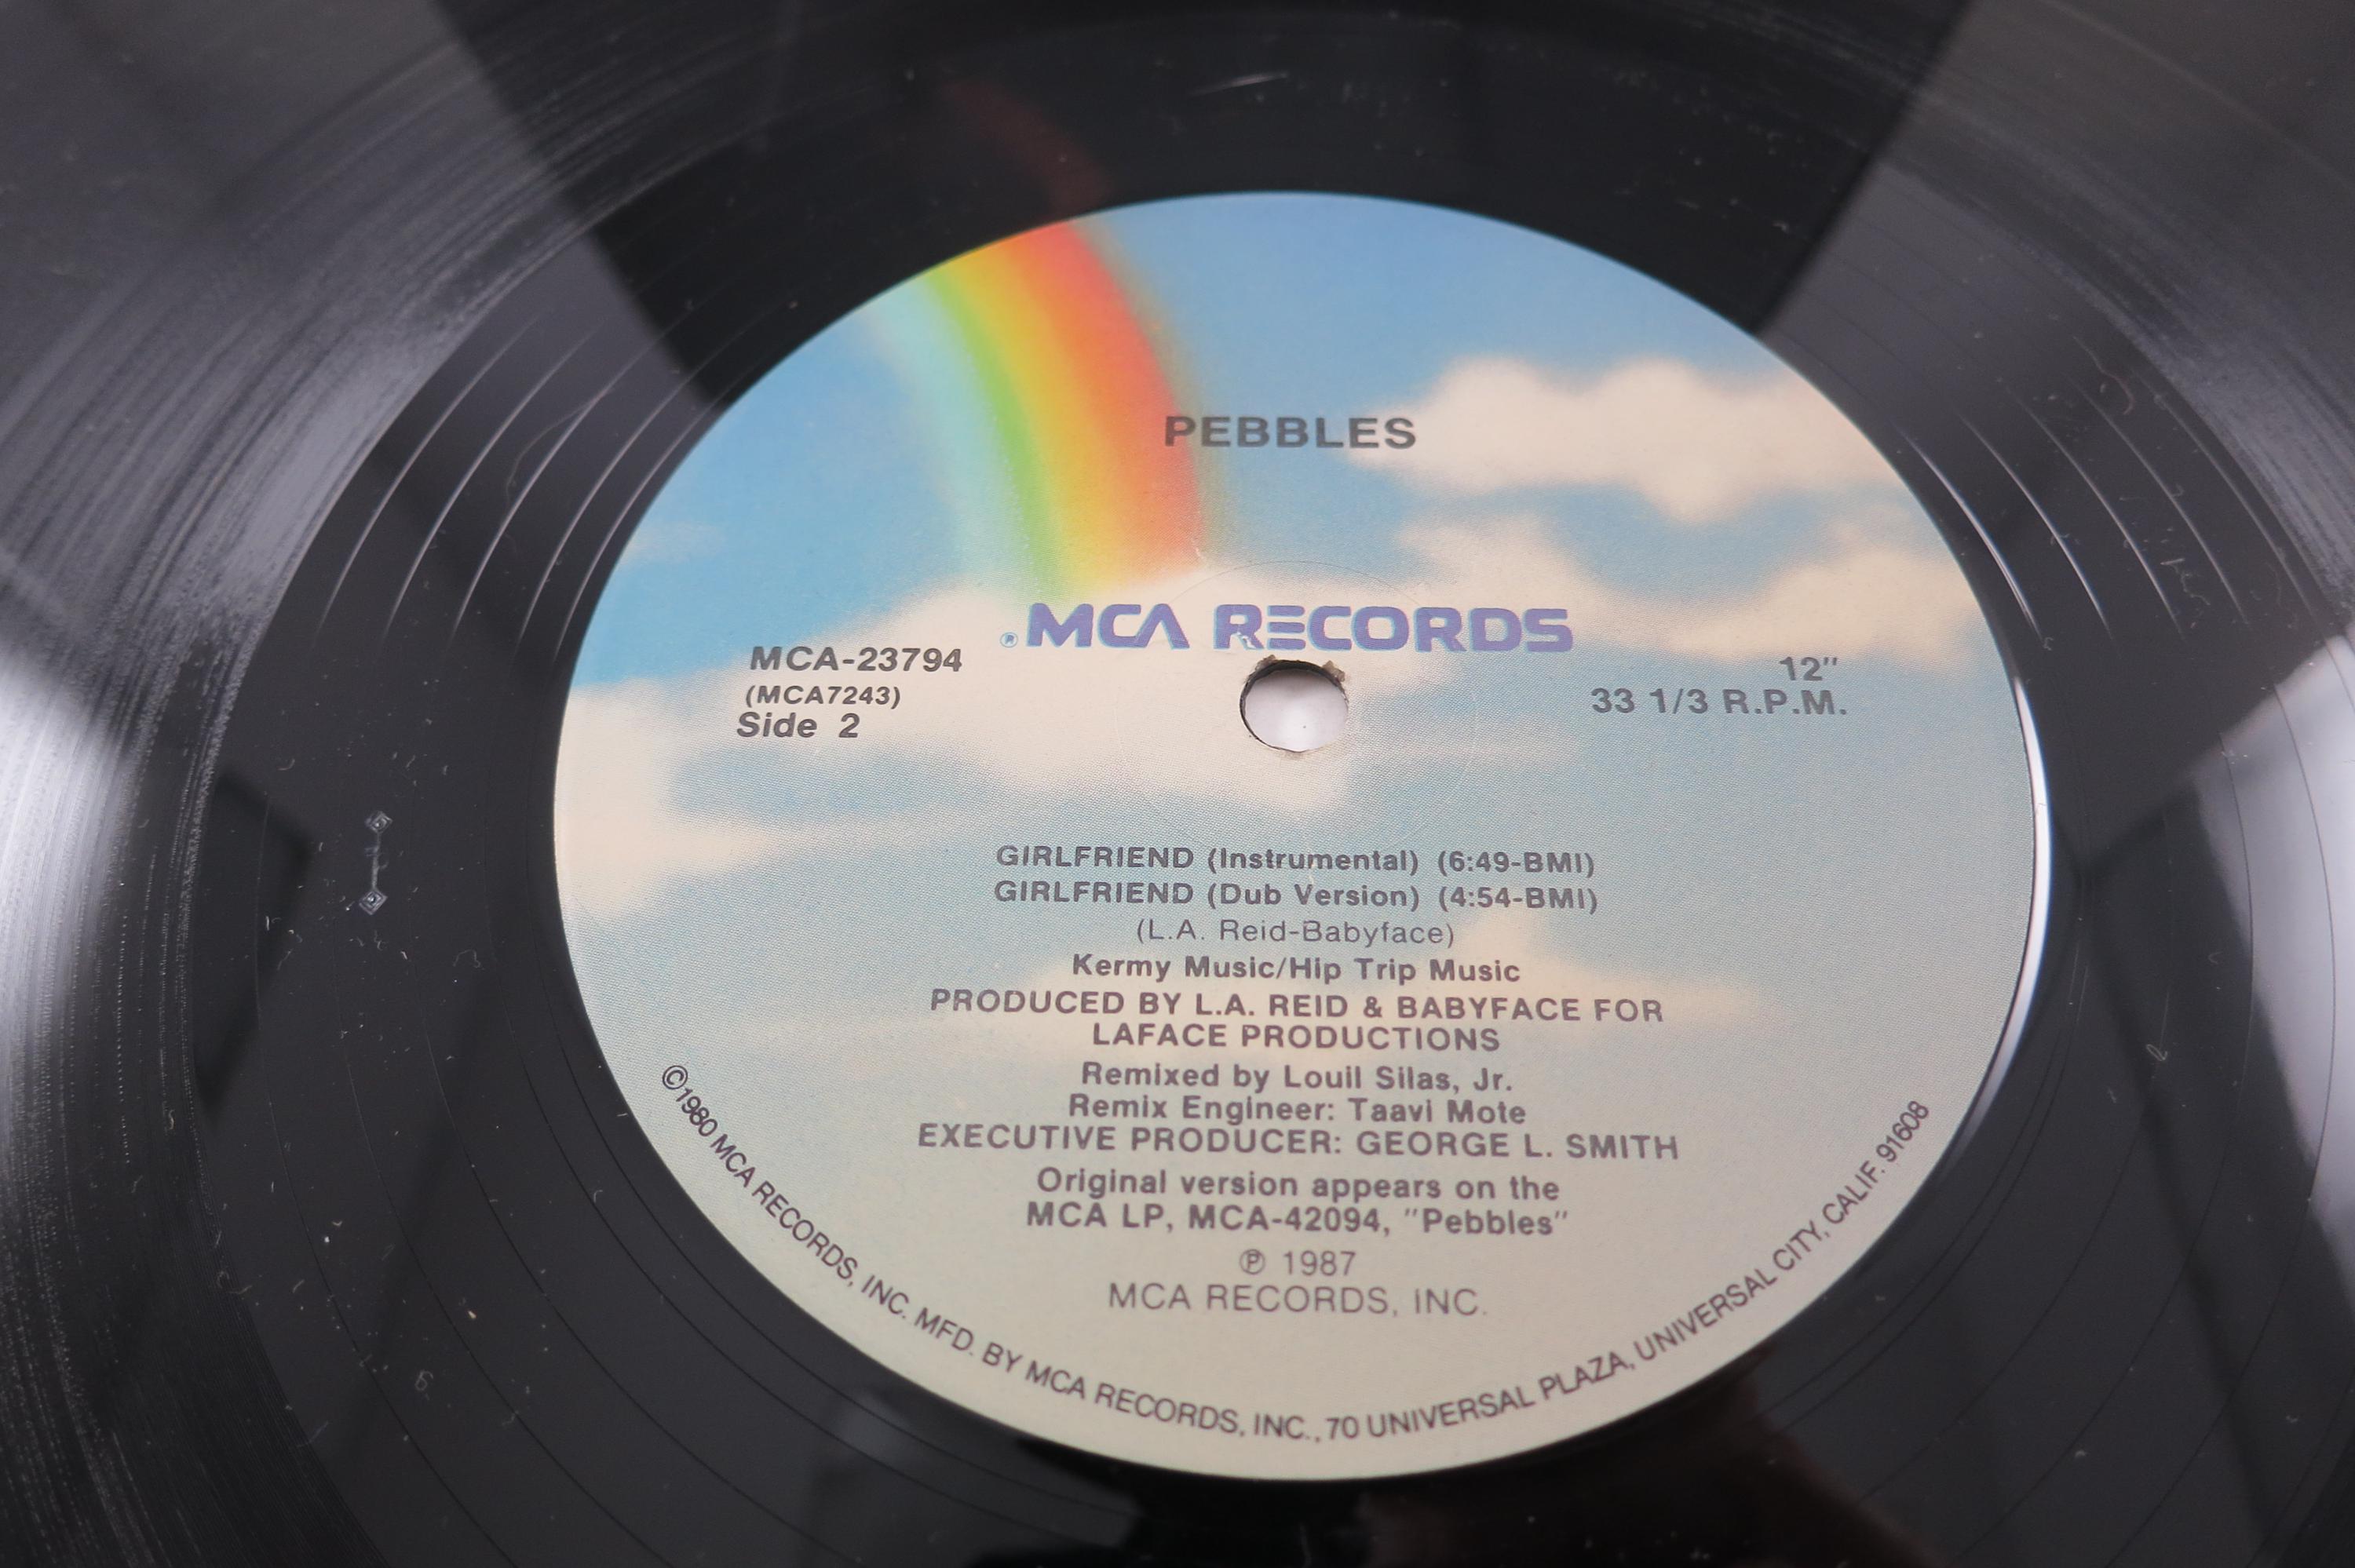 PEBBLES
® MCA RECORDS
MCA-23794
(MCA7243)
Side 2
12"
33 1/3 R.P.M.
GIRLFRIEND (Instrumental) (6:49-BMI)
GIRLFRIEND (Dub Version) (4:54-BMI)
(L.A. Reid-Babyface)
Kermy Music/Hip Trip Music
PRODUCED BY L.A. REID & BABYFACE FOR
LAFACE PRODUCTIONS
Remixed by Louil Silas, Jr.
Remix Engineer: Taavi Mote
EXECUTIVE PRODUCER: GEORGE L. SMITH
Original version appears on the
MCA LP, MCA-42094, "Pebbles"
℗ 1987
MCA RECORDS, INC.
©1980 MCA RECORDS, INC. MFD. BY MCA RECORDS, INC., 70 UNIVERSAL PLAZA, UNIVERSAL CITY, CALIF. 91608